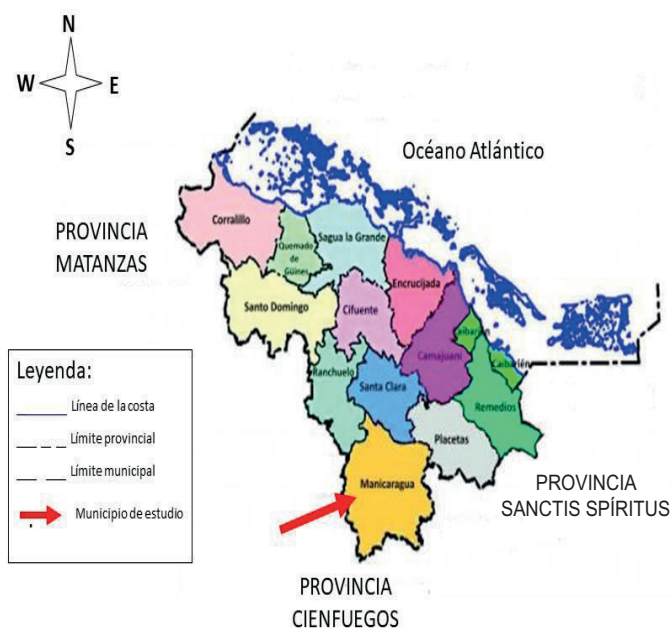 N
W E
S
Océano Atlántico
PROVINCIA
MATANZAS
Corralillo
Quemado de
Güines
Sagua la Grande
Encrucijada
Santo Domingo
Cifuente
Caibarién
Camajuaní
Caibarién
Ranchuelo
Santa Clara
Remedios
Placetas
Manicaragua
Leyenda:
Línea de la costa
Límite provincial
Límite municipal
Municipio de estudio
PROVINCIA
SANCTIS SPÍRITUS
PROVINCIA
CIENFUEGOS